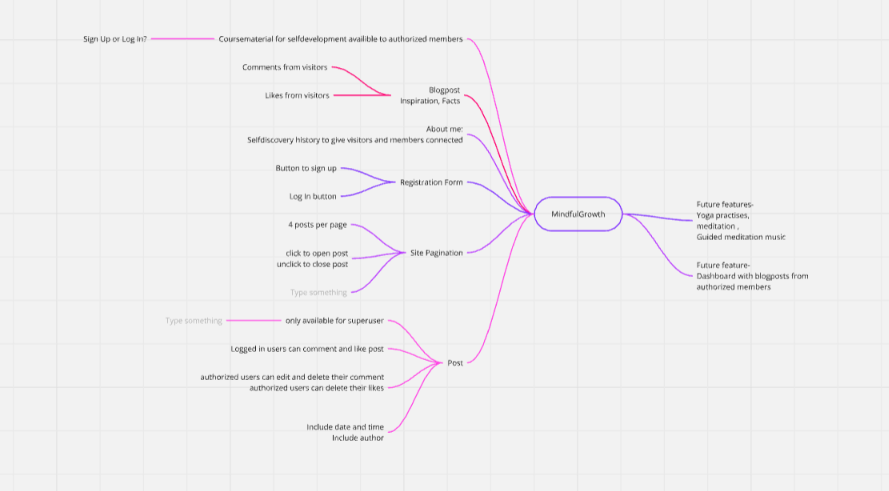 Sign Up or Log In?
Coursematerial for selfdevelopment availible to authorized members
Comments from visitors
Likes from visitors
Blogpost
Inspiration, Facts
About me:
Selfdiscovery history to give visitors and members connected
Button to sign up
Log in button
Registration Form
4 posts per page
click to open post
unclick to close post
Type something
Site Pagination
Type something
only available for superuser
Logged in users can comment and like post
authorized users can edit and delete their comment
authorized users can delete their likes
Include date and time
Include author
Post
MindfulGrowth
Future features-
Yoga practises,
meditation ,
Guided meditation music
Future feature-
Dashboard with blogposts from
authorized members